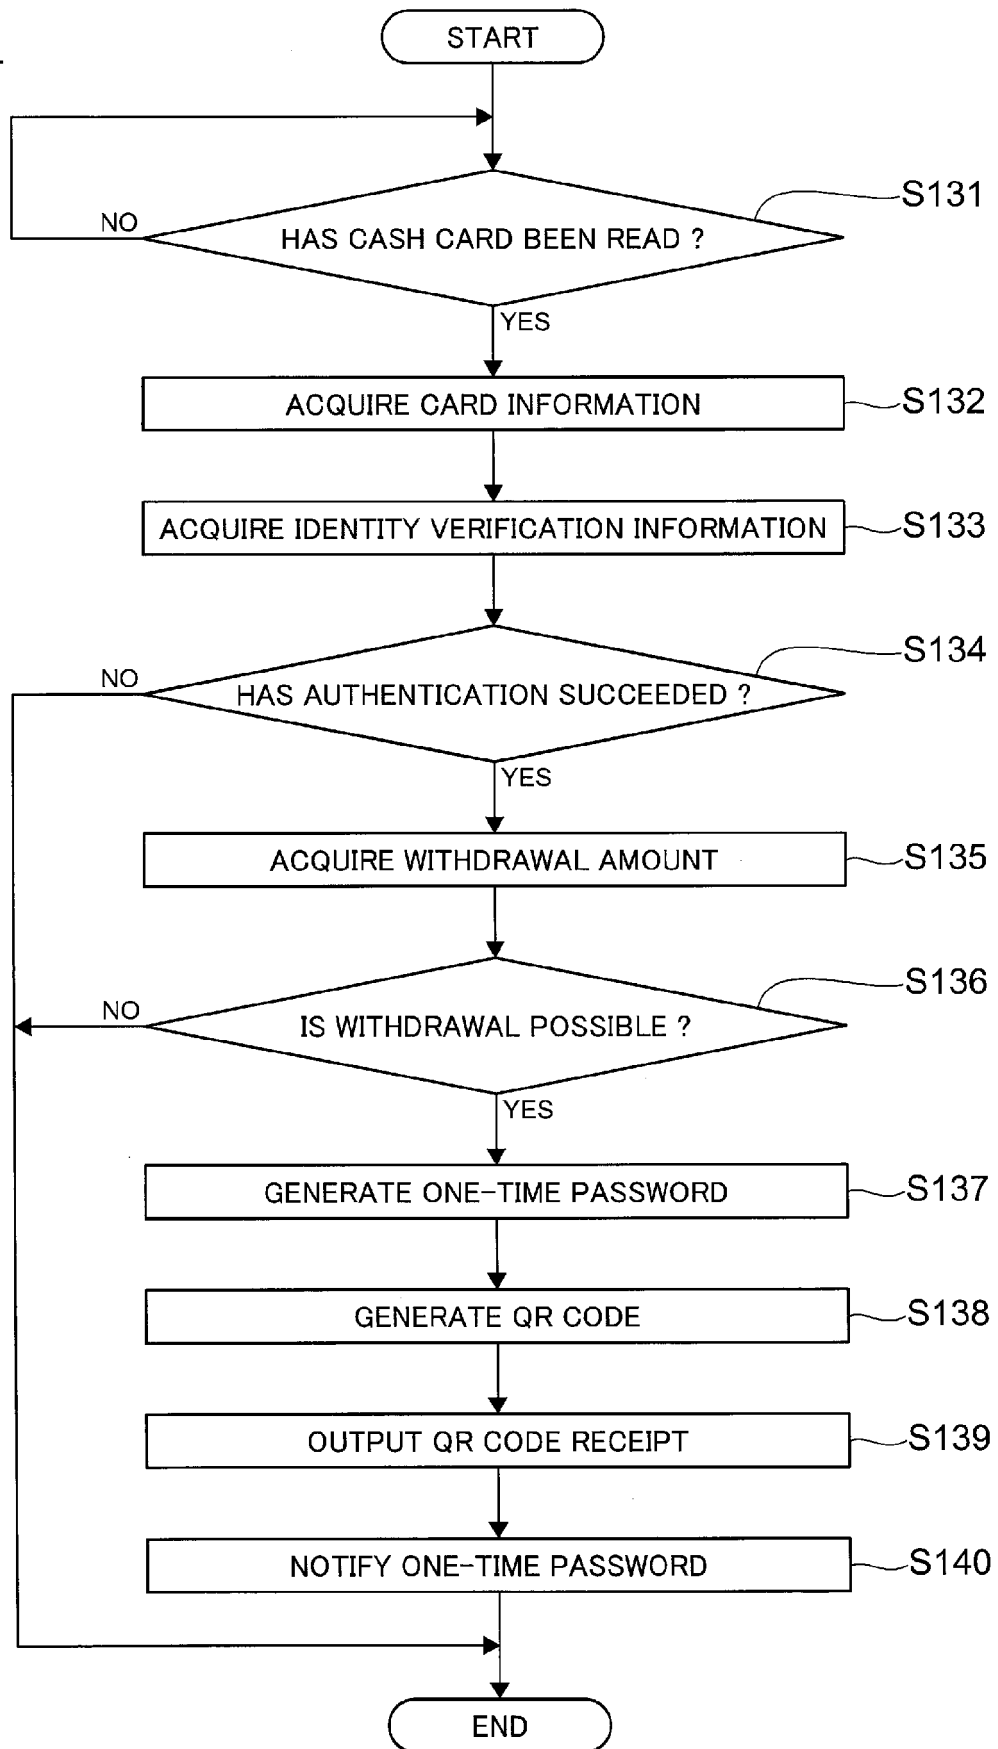 START
HAS CASH CARD BEEN READ ?
S131
NO
YES
ACQUIRE CARD INFORMATION
S132
ACQUIRE IDENTITY VERIFICATION INFORMATION
S133
HAS AUTHENTICATION SUCCEEDED ?
S134
NO
YES
ACQUIRE WITHDRAWAL AMOUNT
S135
IS WITHDRAWAL POSSIBLE ?
S136
NO
YES
GENERATE ONE-TIME PASSWORD
S137
GENERATE QR CODE
S138
OUTPUT QR CODE RECEIPT
S139
NOTIFY ONE-TIME PASSWORD
S140
END